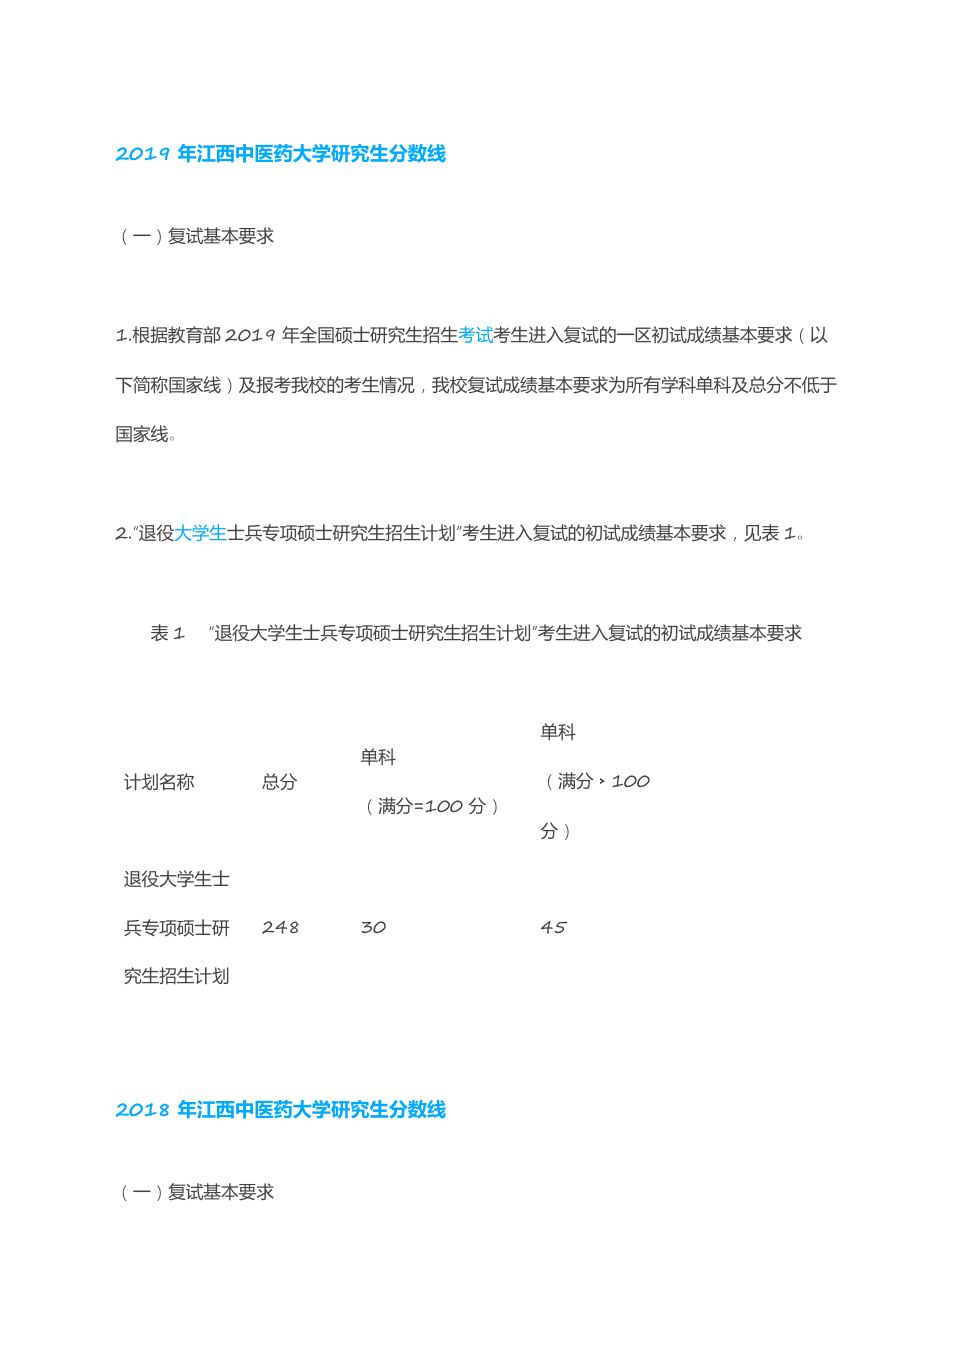 2019 年江西中医药大学研究生分数线
（一）复试基本要求
1.根据教育部 2019 年全国硕士研究生招生考试考生进入复试的一区初试成绩基本要求（以
下简称国家线）及报考我校的考生情况，我校复试成绩基本要求为所有学科单科及总分不低于
国家线。
2.“退役大学生士兵专项硕士研究生招生计划”考生进入复试的初试成绩基本要求，见表 1。
表 1 “退役大学生士兵专项硕士研究生招生计划”考生进入复试的初试成绩基本要求
计划名称
总分
单科
（满分=100 分）
单科
（满分＞100
分）
退役大学生士
兵专项硕士研
究生招生计划
248
30
45
2018 年江西中医药大学研究生分数线
（一）复试基本要求